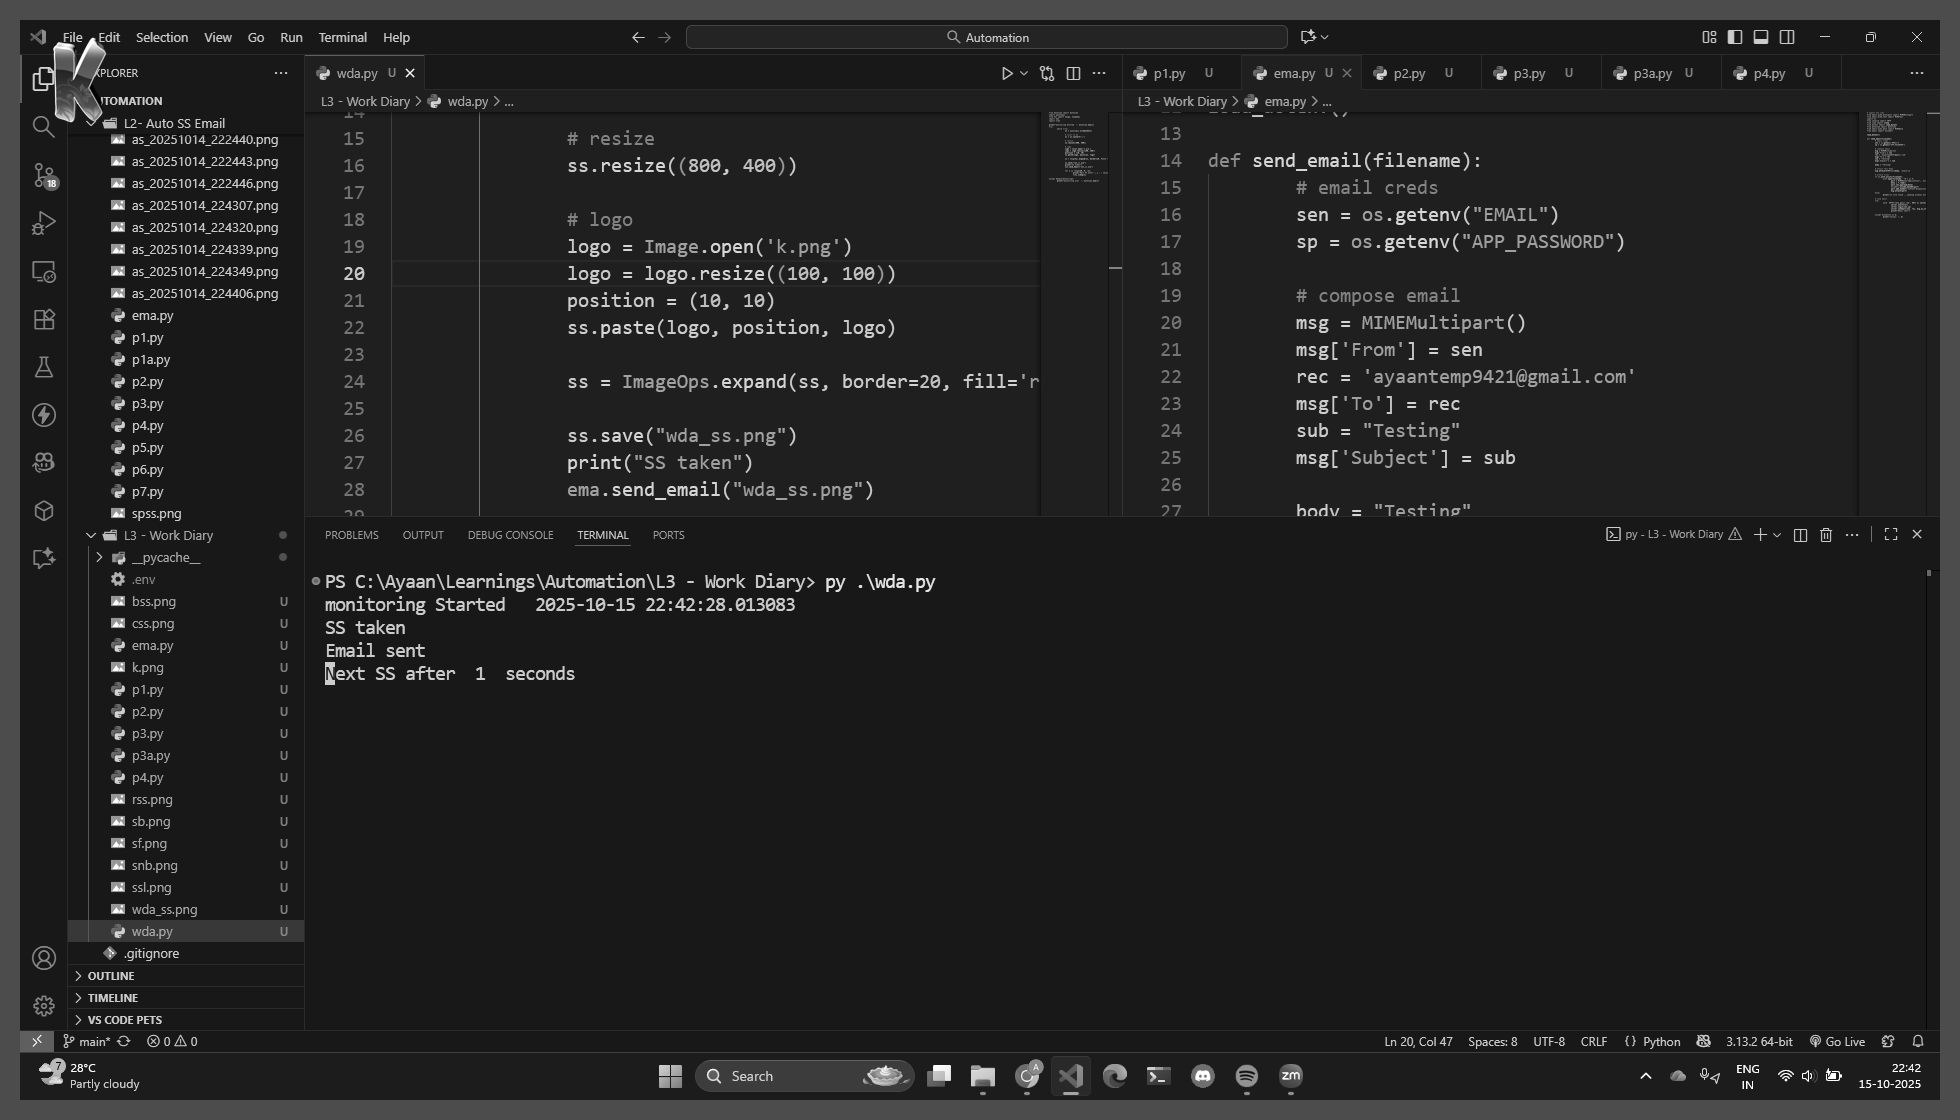 K
File Edit Selection View Go Run Terminal Help
Automation
XPLORER
wda.py U
p1.py U
ema.py U
p2.py U
p3.py U
p3a.py U
p4.py U
UTOMATION
L2- Auto SS Email
as_20251014_222440.png
as_20251014_222443.png
as_20251014_222446.png
as_20251014_224307.png
as_20251014_224320.png
as_20251014_224339.png
as_20251014_224349.png
as_20251014_224406.png
ema.py
p1.py
p1a.py
p2.py
p3.py
p4.py
p5.py
p6.py
p7.py
spss.png
L3 - Work Diary
__pycache__
.env
bss.png U
css.png U
ema.py U
k.png U
p1.py U
p2.py U
p3.py U
p3a.py U
p4.py U
rss.png U
sb.png U
sf.png U
snb.png U
ssl.png U
wda_ss.png U
wda.py U
.gitignore
OUTLINE
TIMELINE
VS CODE PETS
18
L3 - Work Diary > wda.py > ...
15 # resize
16 ss.resize((800, 400))
17
18 # logo
19 logo = Image.open('k.png')
20 logo = logo.resize((100, 100))
21 position = (10, 10)
22 ss.paste(logo, position, logo)
23
24 ss = ImageOps.expand(ss, border=20, fill='r
25
26 ss.save("wda_ss.png")
27 print("SS taken")
28 ema.send_email("wda_ss.png")
L3 - Work Diary > ema.py > ...
13
14 def send_email(filename):
15 # email creds
16 sen = os.getenv("EMAIL")
17 sp = os.getenv("APP_PASSWORD")
18
19 # compose email
20 msg = MIMEMultipart()
21 msg['From'] = sen
22 rec = 'ayaantemp9421@gmail.com'
23 msg['To'] = rec
24 sub = "Testing"
25 msg['Subject'] = sub
26
27 body = "Testing"
PROBLEMS OUTPUT DEBUG CONSOLE TERMINAL PORTS
py - L3 - Work Diary
PS C:\Ayaan\Learnings\Automation\L3 - Work Diary> py .\wda.py
monitoring Started 2025-10-15 22:42:28.013083
SS taken
Email sent
Next SS after 1 seconds
main* 0 0
Ln 20, Col 47 Spaces: 8 UTF-8 CRLF {} Python 3.13.2 64-bit Go Live
7
28°C
Partly cloudy
Search
A
zm
ENG
IN
22:42
15-10-2025